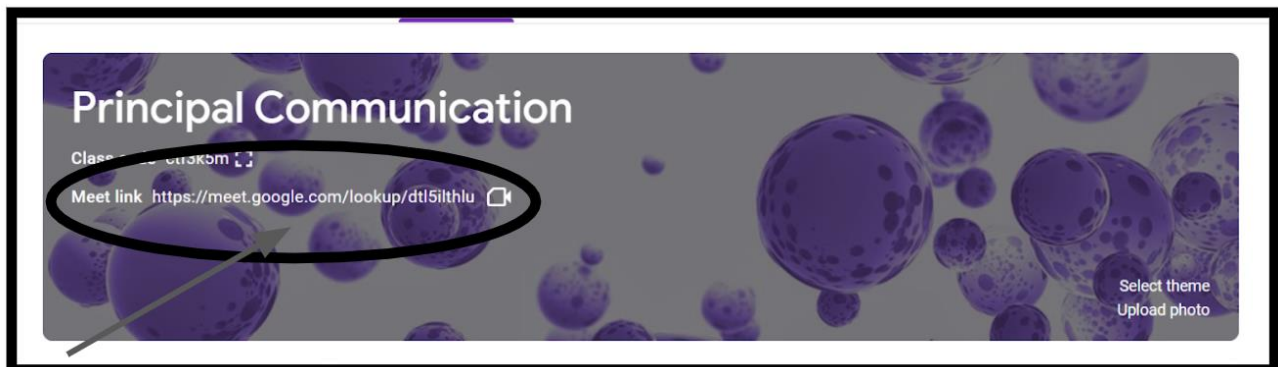 Principal Communication
Class
Meet link https://meet.google.com/lookup/dtl5ilthlu
Select theme
Upload photo